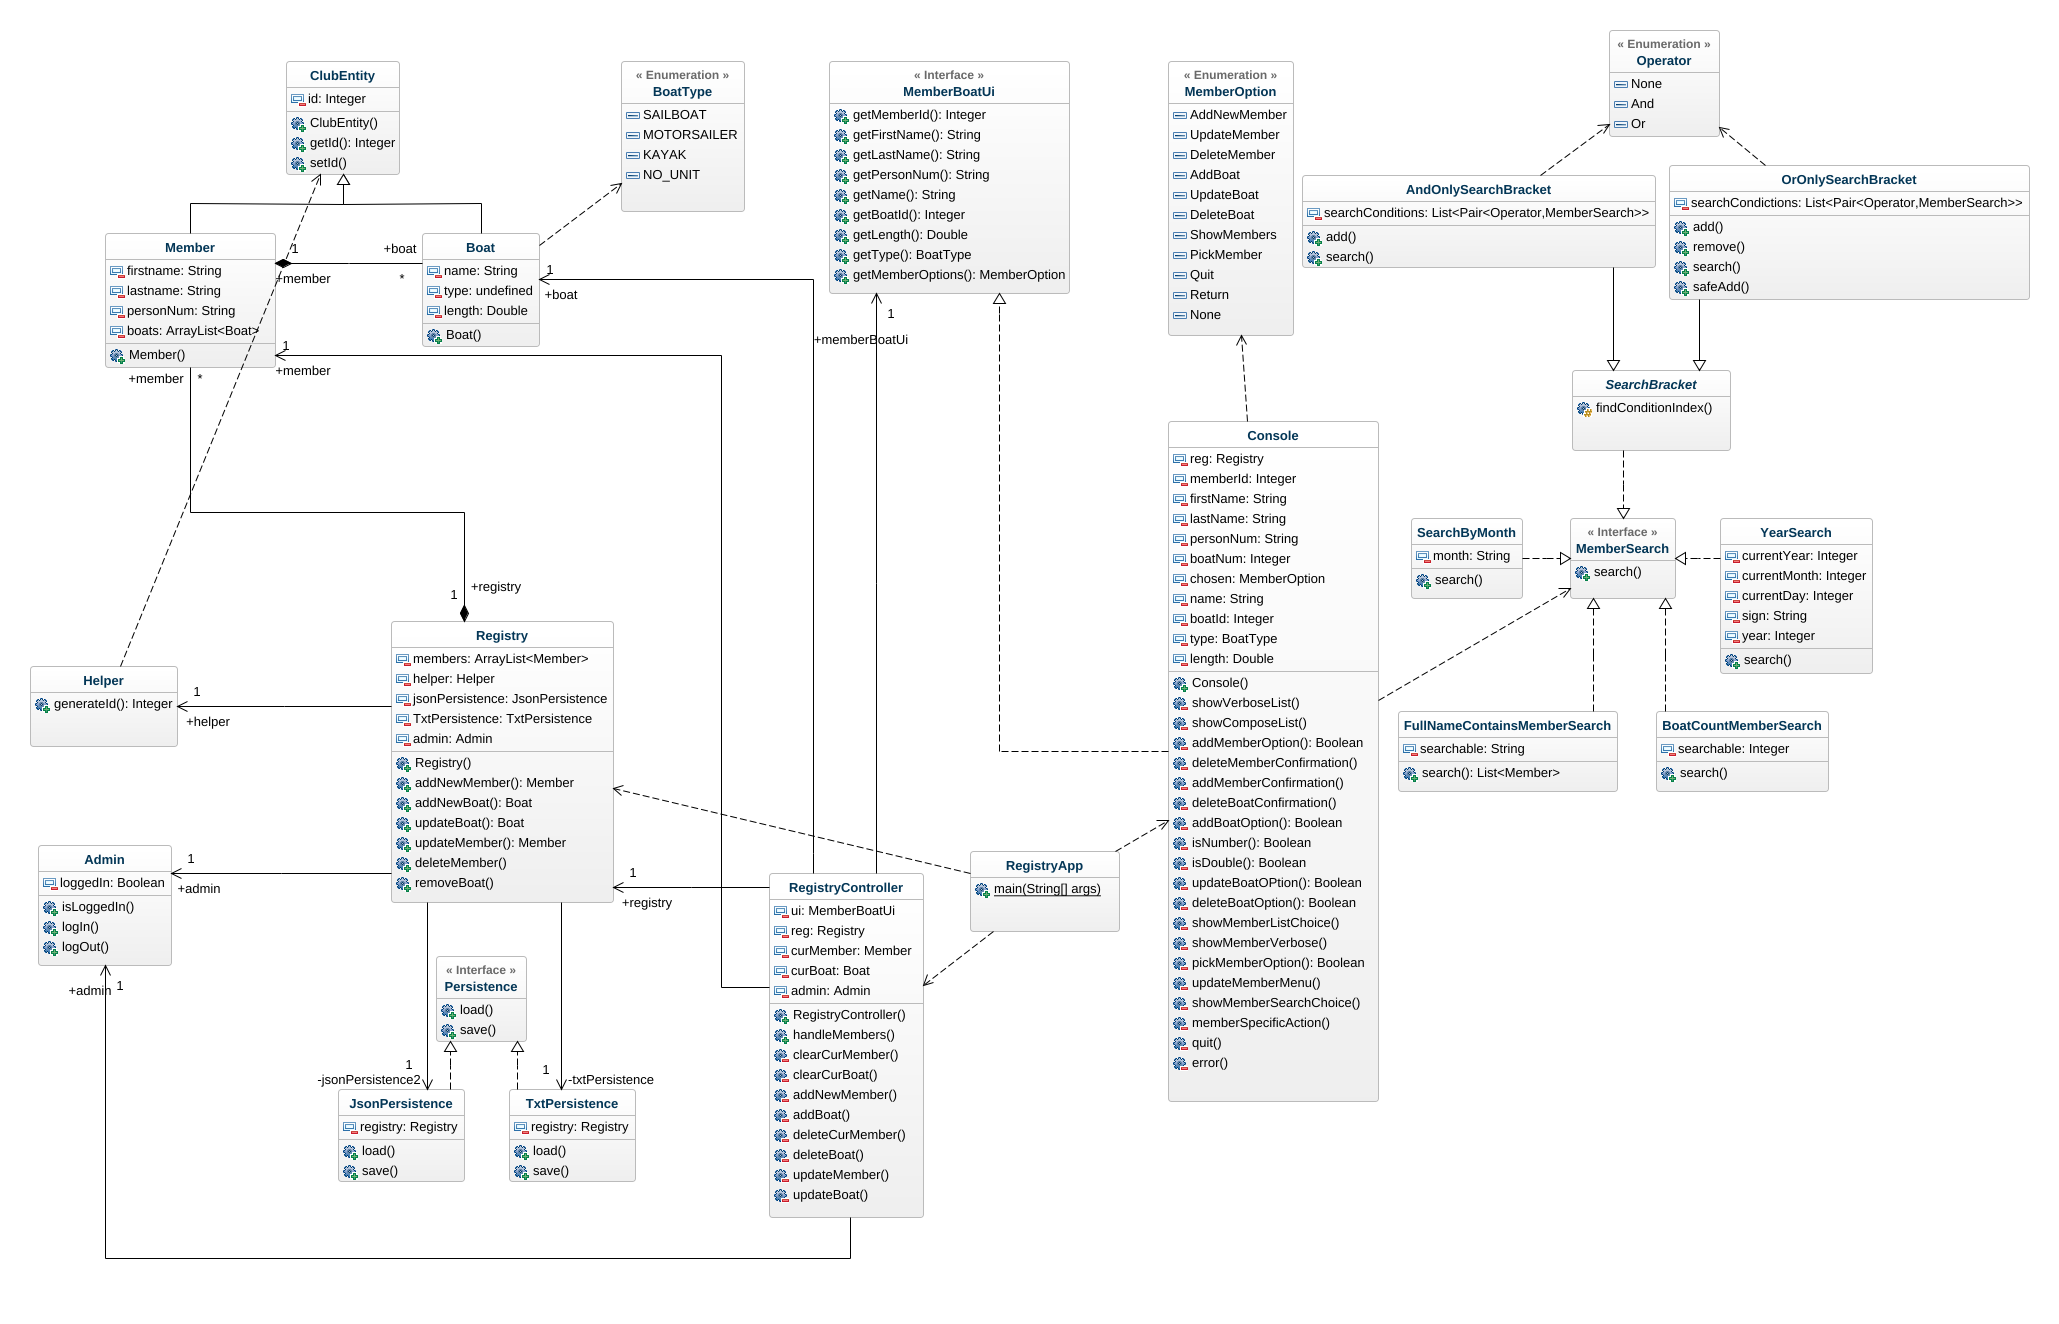 ClubEntity
id: Integer
ClubEntity()
getId(): Integer
setId()
« Enumeration »
BoatType
SAILBOAT
MOTORSAILER
KAYAK
NO_UNIT
« Interface »
MemberBoatUi
getMemberId(): Integer
getFirstName(): String
getLastName(): String
getPersonNum(): String
getName(): String
getBoatId(): Integer
getLength(): Double
getType(): BoatType
getMemberOptions(): MemberOption
« Enumeration »
MemberOption
AddNewMember
UpdateMember
DeleteMember
AddBoat
UpdateBoat
DeleteBoat
ShowMembers
PickMember
Quit
Return
None
« Enumeration »
Operator
None
And
Or
AndOnlySearchBracket
searchConditions: List<Pair<Operator,MemberSearch>>
add()
search()
OrOnlySearchBracket
searchCondictions: List<Pair<Operator,MemberSearch>>
add()
remove()
search()
safeAdd()
Member
firstname: String
lastname: String
personNum: String
boats: ArrayList<Boat>
Member()
1
+member
+boat
*
Boat
name: String
type: undefined
length: Double
Boat()
1
+boat
1
+member
+member
*
1
+memberBoatUi
SearchBracket
findConditionIndex()
Console
reg: Registry
memberId: Integer
firstName: String
lastName: String
personNum: String
boatNum: Integer
chosen: MemberOption
name: String
boatId: Integer
type: BoatType
length: Double
Console()
showVerboseList()
showComposeList()
addMemberOption(): Boolean
deleteMemberConfirmation()
addMemberConfirmation()
deleteBoatConfirmation()
addBoatOption(): Boolean
isNumber(): Boolean
isDouble(): Boolean
updateBoatOPtion(): Boolean
deleteBoatOption(): Boolean
showMemberListChoice()
showMemberVerbose()
pickMemberOption(): Boolean
updateMemberMenu()
showMemberSearchChoice()
memberSpecificAction()
quit()
error()
SearchByMonth
month: String
search()
« Interface »
MemberSearch
search()
YearSearch
currentYear: Integer
currentMonth: Integer
currentDay: Integer
sign: String
year: Integer
search()
FullNameContainsMemberSearch
searchable: String
search(): List<Member>
BoatCountMemberSearch
searchable: Integer
search()
+registry
1
Registry
members: ArrayList<Member>
helper: Helper
jsonPersistence: JsonPersistence
TxtPersistence: TxtPersistence
admin: Admin
Registry()
addNewMember(): Member
addNewBoat(): Boat
updateBoat(): Boat
updateMember(): Member
deleteMember()
removeBoat()
Helper
generateId(): Integer
1
+helper
Admin
loggedIn: Boolean
isLoggedIn()
logIn()
logOut()
1
+admin
+admin
1
1
+registry
RegistryApp
main(String[] args)
RegistryController
ui: MemberBoatUi
reg: Registry
curMember: Member
curBoat: Boat
admin: Admin
RegistryController()
handleMembers()
clearCurMember()
clearCurBoat()
addNewMember()
addBoat()
deleteCurMember()
deleteBoat()
updateMember()
updateBoat()
« Interface »
Persistence
load()
save()
1
-jsonPersistence2
1
-txtPersistence
JsonPersistence
registry: Registry
load()
save()
TxtPersistence
registry: Registry
load()
save()